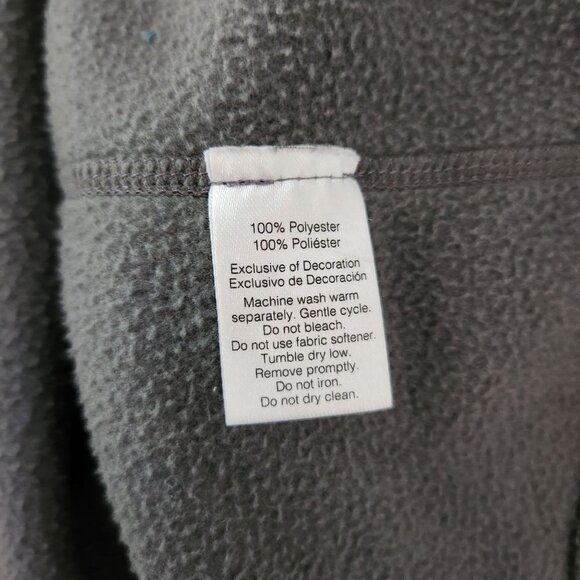 100% Polyester
100% Poliéster
Exclusive of Decoration
Exclusivo de Decoración
Machine wash warm
separately. Gentle cycle.
Do not bleach.
Do not use fabric softener.
Tumble dry low.
Remove promptly.
Do not iron.
Do not dry clean.